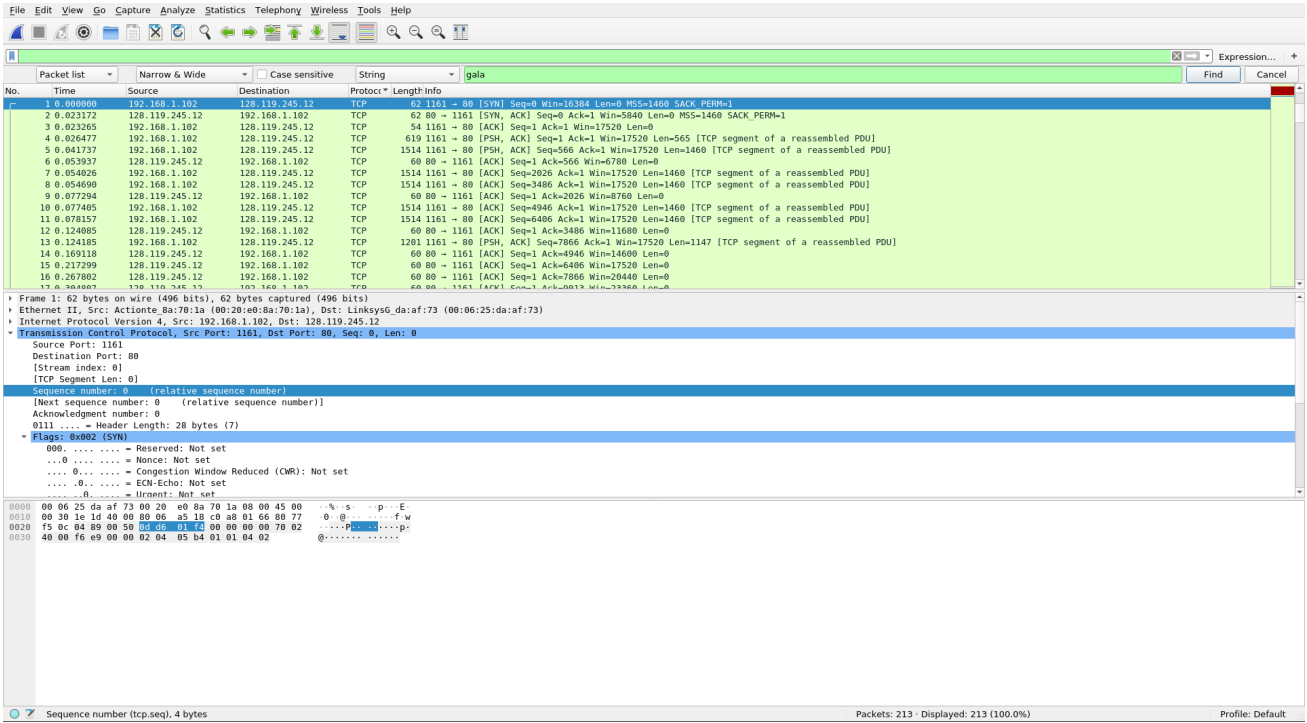 File Edit View Go Capture Analyze Statistics Telephony Wireless Tools Help
Expression... +
Packet list Narrow & Wide Case sensitive String gala Find Cancel
No. Time Source Destination Protocc Length Info
1 0.000000 192.168.1.102 128.119.245.12 TCP 62 1161 → 80 [SYN] Seq=0 Win=16384 Len=0 MSS=1460 SACK_PERM=1
2 0.023172 128.119.245.12 192.168.1.102 TCP 62 80 → 1161 [SYN, ACK] Seq=0 Ack=1 Win=5840 Len=0 MSS=1460 SACK_PERM=1
3 0.023265 192.168.1.102 128.119.245.12 TCP 54 1161 → 80 [ACK] Seq=1 Ack=1 Win=17520 Len=0
4 0.026477 192.168.1.102 128.119.245.12 TCP 619 1161 → 80 [PSH, ACK] Seq=1 Ack=1 Win=17520 Len=565 [TCP segment of a reassembled PDU]
5 0.041737 192.168.1.102 128.119.245.12 TCP 1514 1161 → 80 [PSH, ACK] Seq=566 Ack=1 Win=17520 Len=1460 [TCP segment of a reassembled PDU]
6 0.053937 128.119.245.12 192.168.1.102 TCP 60 80 → 1161 [ACK] Seq=1 Ack=566 Win=6780 Len=0
7 0.054026 192.168.1.102 128.119.245.12 TCP 1514 1161 → 80 [ACK] Seq=2026 Ack=1 Win=17520 Len=1460 [TCP segment of a reassembled PDU]
8 0.054690 192.168.1.102 128.119.245.12 TCP 1514 1161 → 80 [ACK] Seq=3486 Ack=1 Win=17520 Len=1460 [TCP segment of a reassembled PDU]
9 0.077294 128.119.245.12 192.168.1.102 TCP 60 80 → 1161 [ACK] Seq=1 Ack=2026 Win=8760 Len=0
10 0.077405 192.168.1.102 128.119.245.12 TCP 1514 1161 → 80 [ACK] Seq=4946 Ack=1 Win=17520 Len=1460 [TCP segment of a reassembled PDU]
11 0.078157 192.168.1.102 128.119.245.12 TCP 1514 1161 → 80 [ACK] Seq=6406 Ack=1 Win=17520 Len=1460 [TCP segment of a reassembled PDU]
12 0.124085 128.119.245.12 192.168.1.102 TCP 60 80 → 1161 [ACK] Seq=1 Ack=3486 Win=11680 Len=0
13 0.124185 192.168.1.102 128.119.245.12 TCP 1201 1161 → 80 [PSH, ACK] Seq=7866 Ack=1 Win=17520 Len=1147 [TCP segment of a reassembled PDU]
14 0.169118 128.119.245.12 192.168.1.102 TCP 60 80 → 1161 [ACK] Seq=1 Ack=4946 Win=14600 Len=0
15 0.217299 128.119.245.12 192.168.1.102 TCP 60 80 → 1161 [ACK] Seq=1 Ack=6406 Win=17520 Len=0
16 0.267802 128.119.245.12 192.168.1.102 TCP 60 80 → 1161 [ACK] Seq=1 Ack=7866 Win=20440 Len=0
17 0.304807 128.119.245.12 192.168.1.102 TCP 60 80 → 1161 [ACK] Seq=1 Ack=9013 Win=23360 Len=0
Frame 1: 62 bytes on wire (496 bits), 62 bytes captured (496 bits)
Ethernet II, Src: Actionte_8a:70:1a (00:20:e0:8a:70:1a), Dst: LinksysG_da:af:73 (00:06:25:da:af:73)
Internet Protocol Version 4, Src: 192.168.1.102, Dst: 128.119.245.12
Transmission Control Protocol, Src Port: 1161, Dst Port: 80, Seq: 0, Len: 0
Source Port: 1161
Destination Port: 80
[Stream index: 0]
[TCP Segment Len: 0]
Sequence number: 0 (relative sequence number)
[Next sequence number: 0 (relative sequence number)]
Acknowledgment number: 0
0111 .... = Header Length: 28 bytes (7)
Flags: 0x002 (SYN)
000. .... .... = Reserved: Not set
...0 .... .... = Nonce: Not set
.... 0... .... = Congestion Window Reduced (CWR): Not set
.... .0.. .... = ECN-Echo: Not set
.... ..0. .... = Urgent: Not set
0000 00 06 25 da af 73 00 20 e0 8a 70 1a 08 00 45 00 ··%··s· ··p···E·
0010 00 30 1e 1d 40 00 80 06 a5 18 c0 a8 01 66 80 77 ·0··@··· ·····f·w
0020 f5 0c 04 89 00 50 0d d6 01 f4 00 00 00 00 70 02 ·····P·· ······p·
0030 40 00 f6 e9 00 00 02 04 05 b4 01 01 04 02 @······· ······
Sequence number (tcp.seq), 4 bytes Packets: 213 · Displayed: 213 (100.0%) Profile: Default